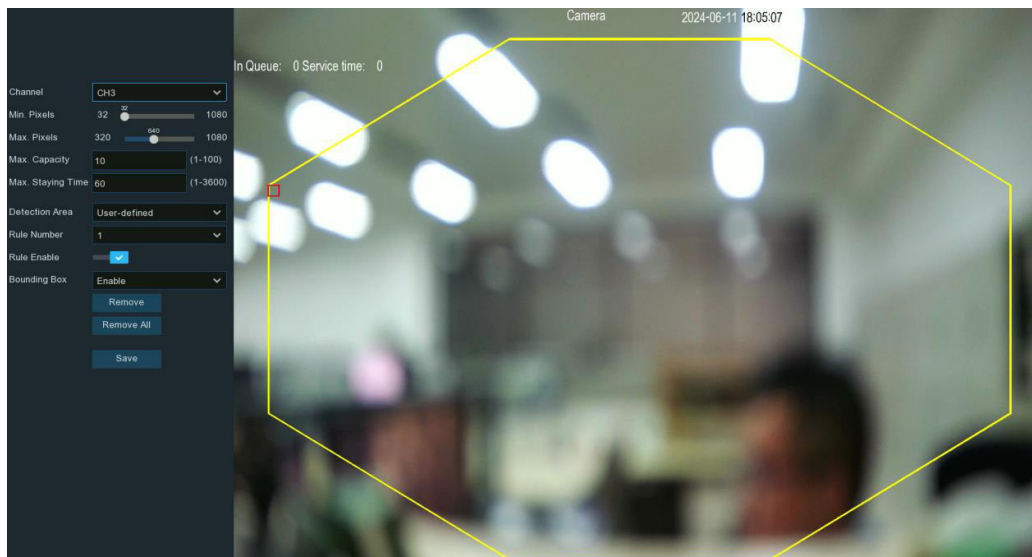 Camera 2024-06-11 18:05:07
In Queue: 0 Service time: 0
Channel CH3
Min. Pixels 32 32 1080
Max. Pixels 320 640 1080
Max. Capacity 10 (1-100)
Max. Staying Time 60 (1-3600)
Detection Area User-defined
Rule Number 1
Rule Enable
Bounding Box Enable
Remove
Remove All
Save